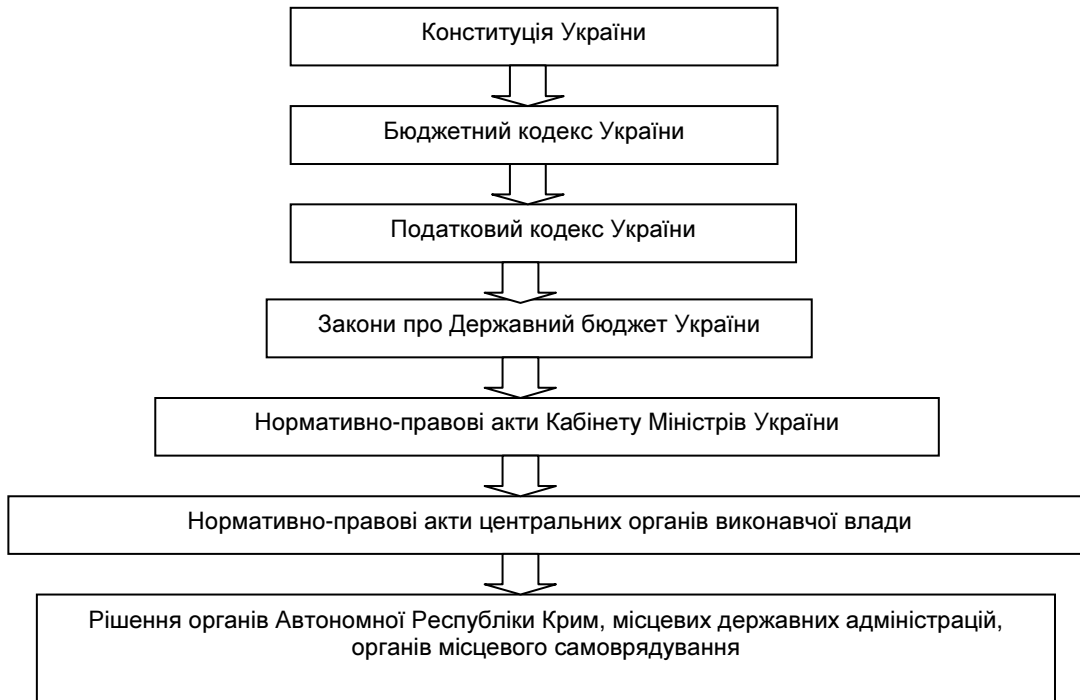 Конституція України
Бюджетний кодекс України
Податковий кодекс України
Закони про Державний бюджет України
Нормативно-правові акти Кабінету Міністрів України
Нормативно-правові акти центральних органів виконавчої влади
Рішення органів Автономної Республіки Крим, місцевих державних адміністрацій,
органів місцевого самоврядування